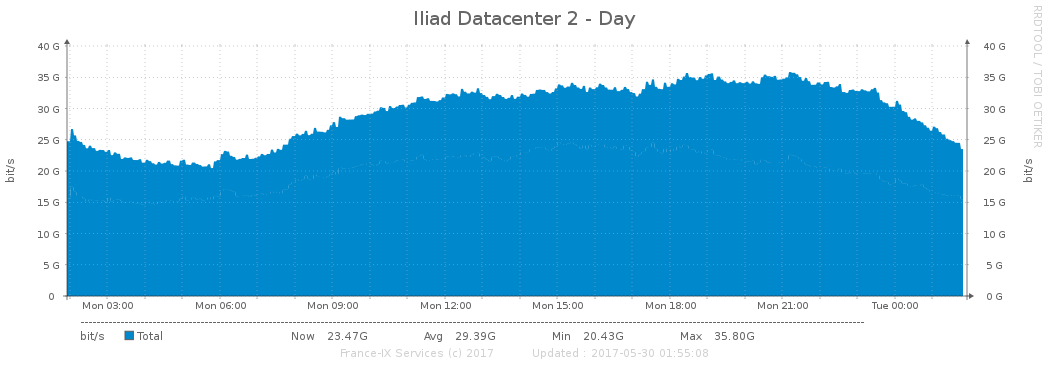 Iliad Datacenter 2 - Day
RRDTOOL / TOBI OETIKER
bit/s
40 G 40 G
35 G 35 G
30 G 30 G
25 G 25 G
20 G 20 G
15 G 15 G
10 G 10 G
5 G 5 G
0 0 G
bit/s
Mon 03:00 Mon 06:00 Mon 09:00 Mon 12:00 Mon 15:00 Mon 18:00 Mon 21:00 Tue 00:00
bit/s Total Now 23.47G Avg 29.39G Min 20.43G Max 35.80G
France-IX Services (c) 2017 Updated : 2017-05-30 01:55:08